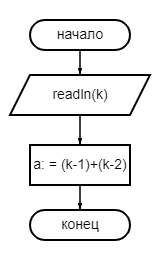 начало
readln(k)
a: = (k-1)+(k-2)
конец